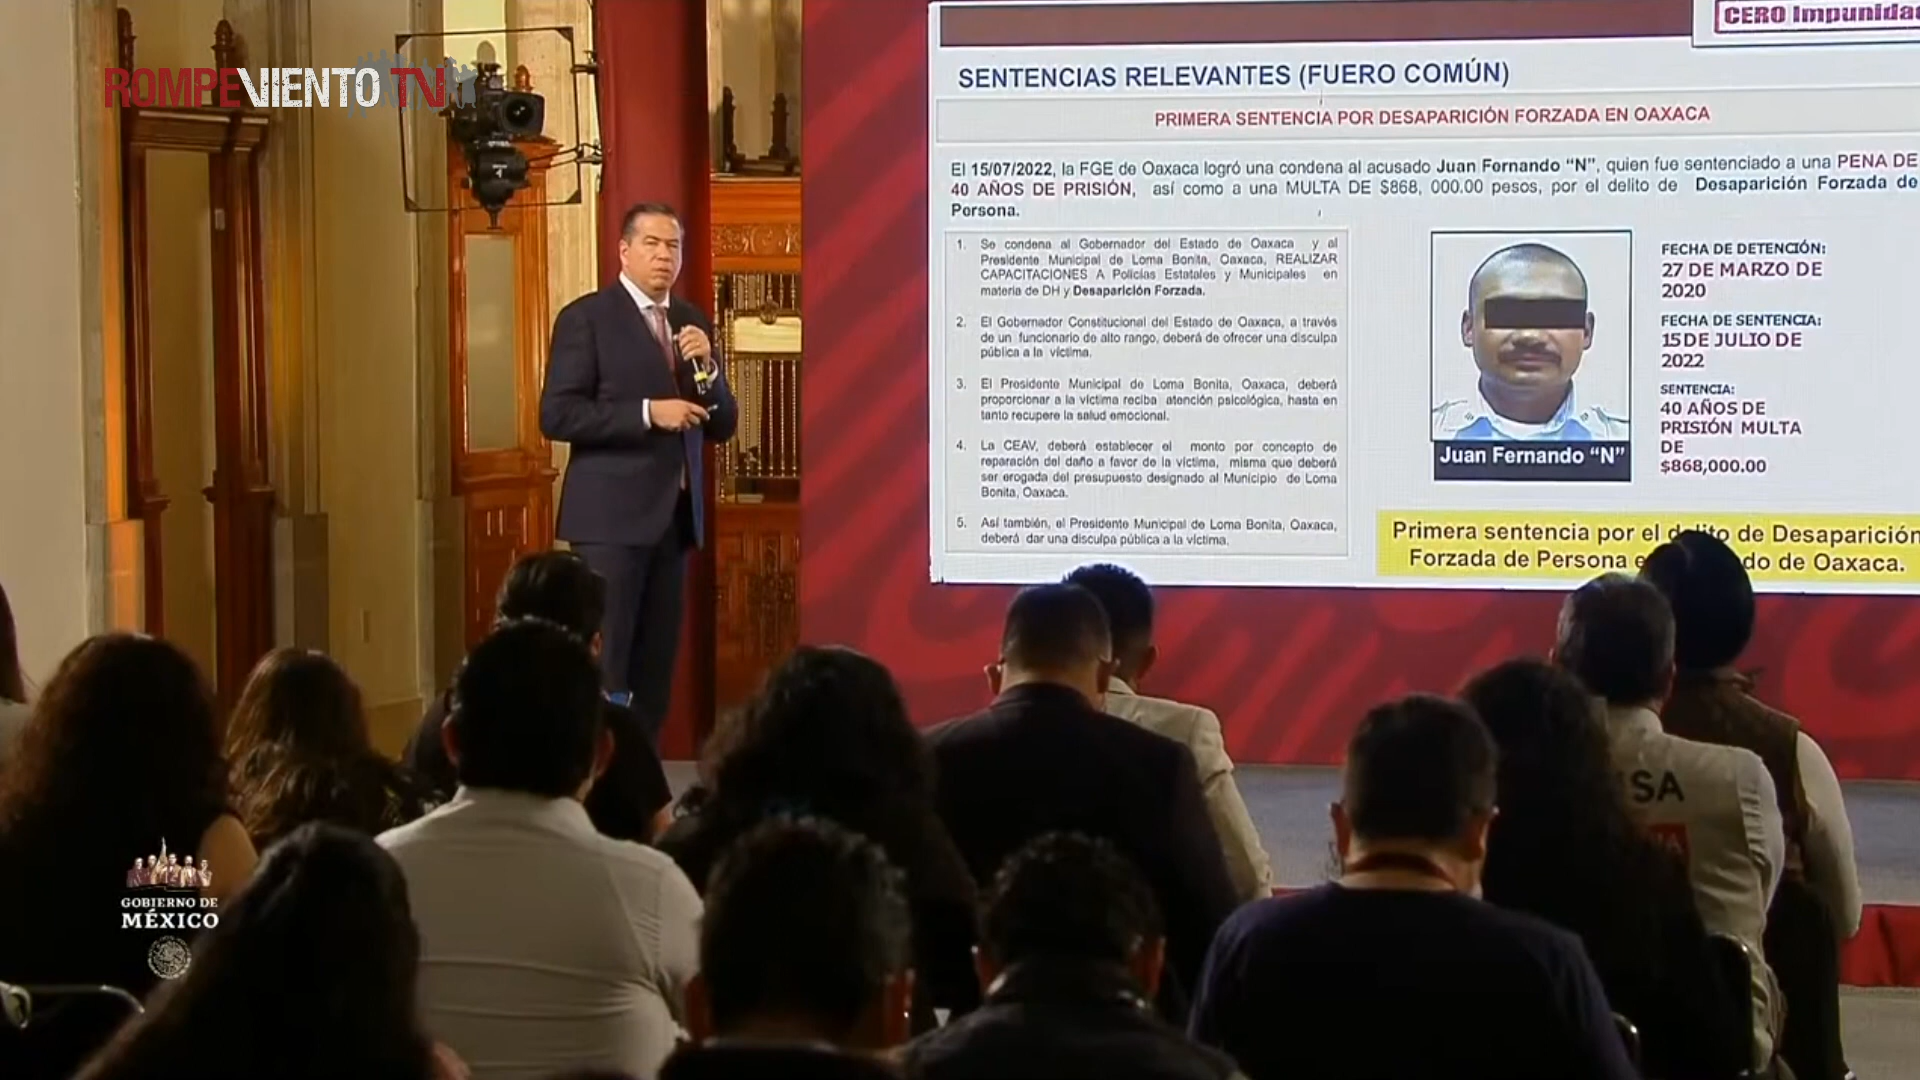 ROMPEVIENTO TV
CERO Impunidad
SENTENCIAS RELEVANTES (FUERO COMÚN)
PRIMERA SENTENCIA POR DESAPARICIÓN FORZADA EN OAXACA
El 15/07/2022, la FGE de Oaxaca logró una condena al acusado Juan Fernando “N”, quien fue sentenciado a una PENA DE
40 AÑOS DE PRISIÓN, así como a una MULTA DE $868, 000.00 pesos, por el delito de Desaparición Forzada de
Persona.
1. Se condena al Gobernador del Estado de Oaxaca y al
Presidente Municipal de Loma Bonita, Oaxaca, REALIZAR
CAPACITACIONES A Policías Estatales y Municipales en
materia de DH y Desaparición Forzada.
2. El Gobernador Constitucional del Estado de Oaxaca, a través
de un funcionario de alto rango, deberá de ofrecer una disculpa
pública a la víctima.
3. El Presidente Municipal de Loma Bonita, Oaxaca, deberá
proporcionar a la víctima reciba atención psicológica, hasta en
tanto recupere la salud emocional.
4. La CEAV, deberá establecer el monto por concepto de
reparación del daño a favor de la víctima, misma que deberá
ser erogada del presupuesto designado al Municipio de Loma
Bonita, Oaxaca.
5. Así también, el Presidente Municipal de Loma Bonita, Oaxaca,
deberá dar una disculpa pública a la víctima.
Juan Fernando “N”
FECHA DE DETENCIÓN:
27 DE MARZO DE
2020
FECHA DE SENTENCIA:
15 DE JULIO DE
2022
SENTENCIA:
40 AÑOS DE
PRISIÓN MULTA
DE
$868,000.00
Primera sentencia por el delito de Desaparición
Forzada de Persona e do de Oaxaca.
SA
GOBIERNO DE
MÉXICO